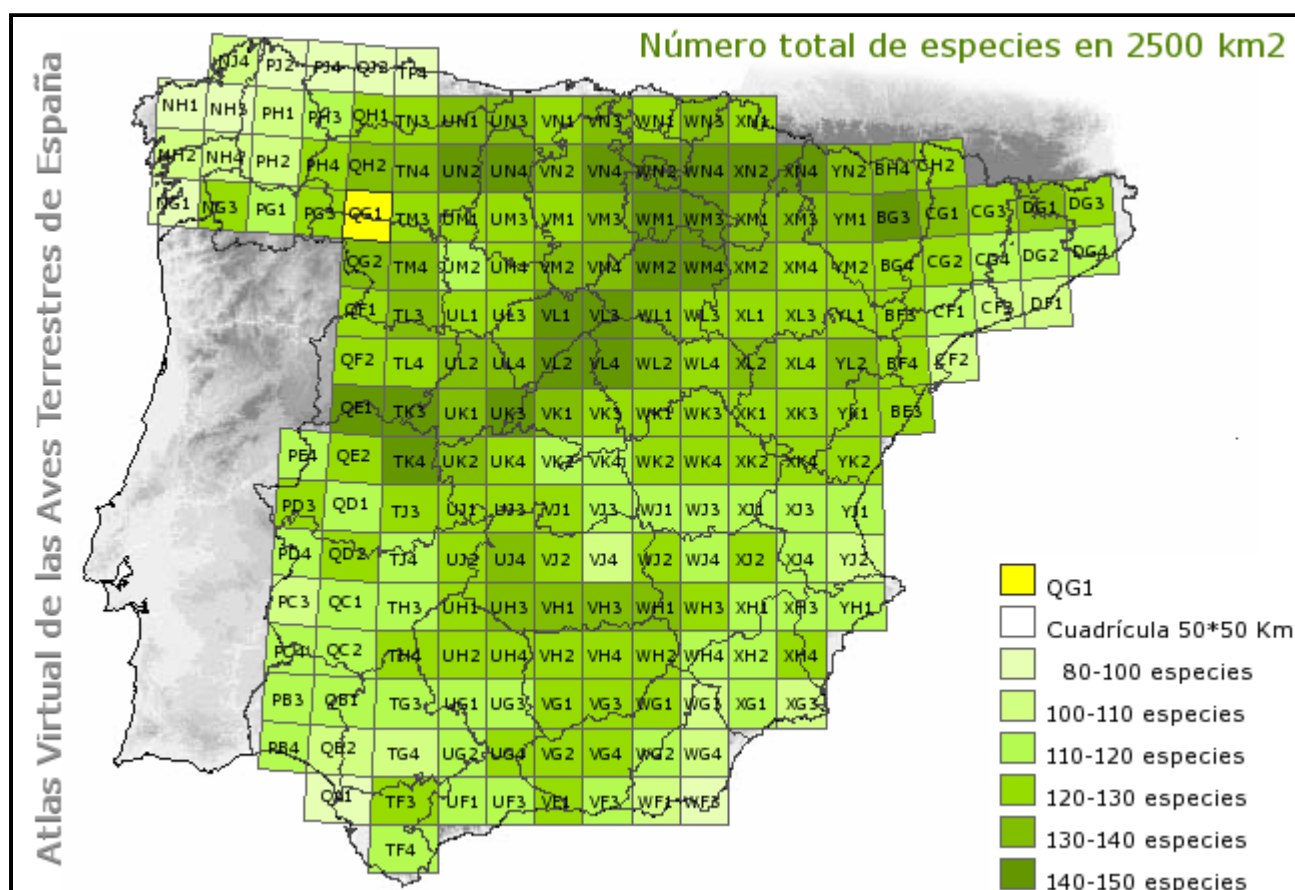 Atlas Virtual de las Aves Terrestres de España
Número total de especies en 2500 km2
NJ4 PJ2 PJ4 QJ2 TP4
NH1 NH3 PH1 PH3 QH1 TN3 UN1 UN3 VN1 VN3 WN1 WN3 XN1
NH2 NH4 PH2 PH4 QH2 TN4 UN2 UN4 VN2 VN4 WN2 WN4 XN2 XN4 YN2 BH4 CH2
NG1 NG3 PG1 PG3 QG1 TM3 UM1 UM3 VM1 VM3 WM1 WM3 XM1 XM3 YM1 BG3 CG1 CG3 DG1 DG3
QG2 TM4 UM2 UM4 VM2 VN4 WM2 WM4 XM2 XM4 YM2 BG4 CG2 CG4 DG2 DG4
QF1 TL3 UL1 UL3 VL1 VL3 WL1 WL3 XL1 XL3 YL1 BF3 CF1 CF3 DF1
QF2 TL4 UL2 UL4 VL2 VL4 WL2 WL4 XL2 XL4 YL2 BF4 CF2
QE1 TK3 UK1 UK3 VK1 VK3 WK1 WK3 XK1 XK3 YK1 BE3
PE4 QE2 TK4 UK2 UK4 VK2 VK4 WK2 WK4 XK2 XK4 YK2
PD3 QD1 TJ3 UJ1 UJ3 VJ1 VJ3 WJ1 WJ3 XJ1 XJ3 YJ1
PD4 QD2 TJ4 UJ2 UJ4 VJ2 VJ4 WJ2 WJ4 XJ2 XJ4 YJ2
PC3 QC1 TH3 UH1 UH3 VH1 VH3 WH1 WH3 XH1 XH3 YH1
PC4 QC2 TH4 UH2 UH4 VH2 VH4 WH2 WH4 XH2 XH4
PB3 QB1 TG3 UG1 UG3 VG1 VG3 WG1 WG3 XG1 XG3
PB4 QB2 TG4 UG2 UG4 VG2 VG4 WG2 WG4
QA1 TF3 UF1 UF3 VF1 VF3 WF1 WF3
TF4
QG1
Cuadrícula 50*50 Km
80-100 especies
100-110 especies
110-120 especies
120-130 especies
130-140 especies
140-150 especies